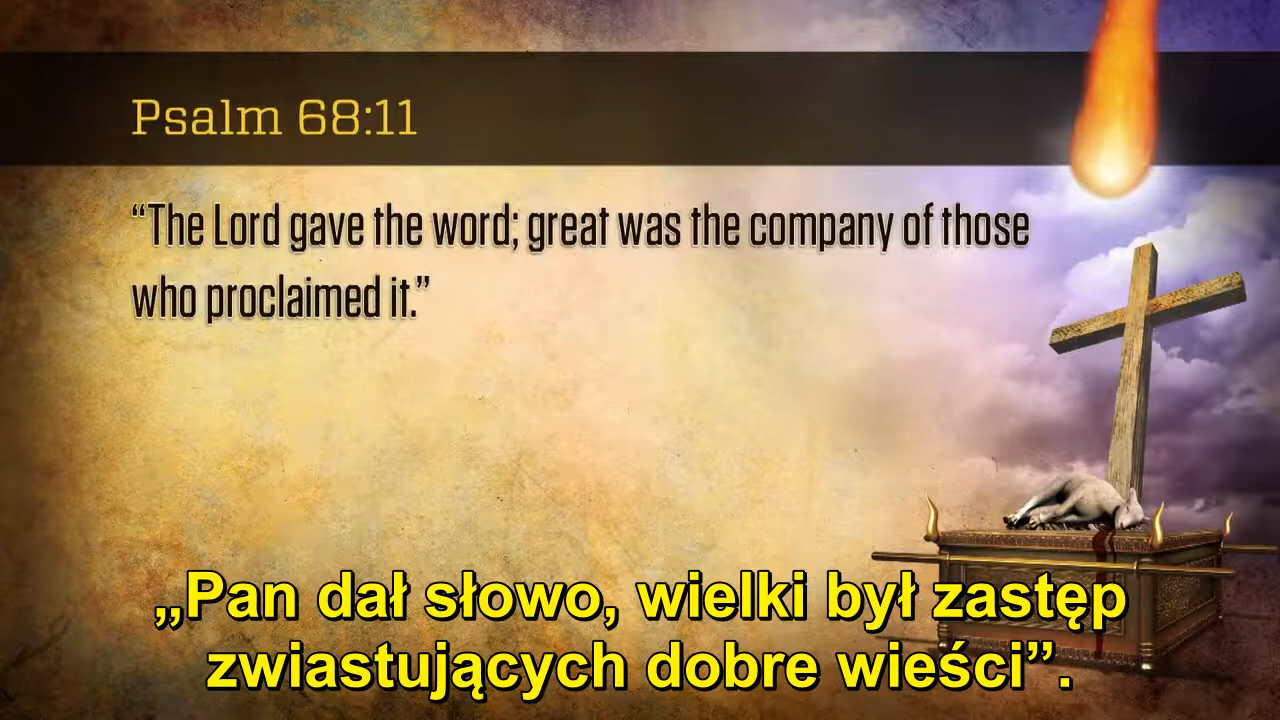 Psalm 68:11
“The Lord gave the word; great was the company of those
who proclaimed it.”
„Pan dał słowo, wielki był zastęp
zwiastujących dobre wieści”.